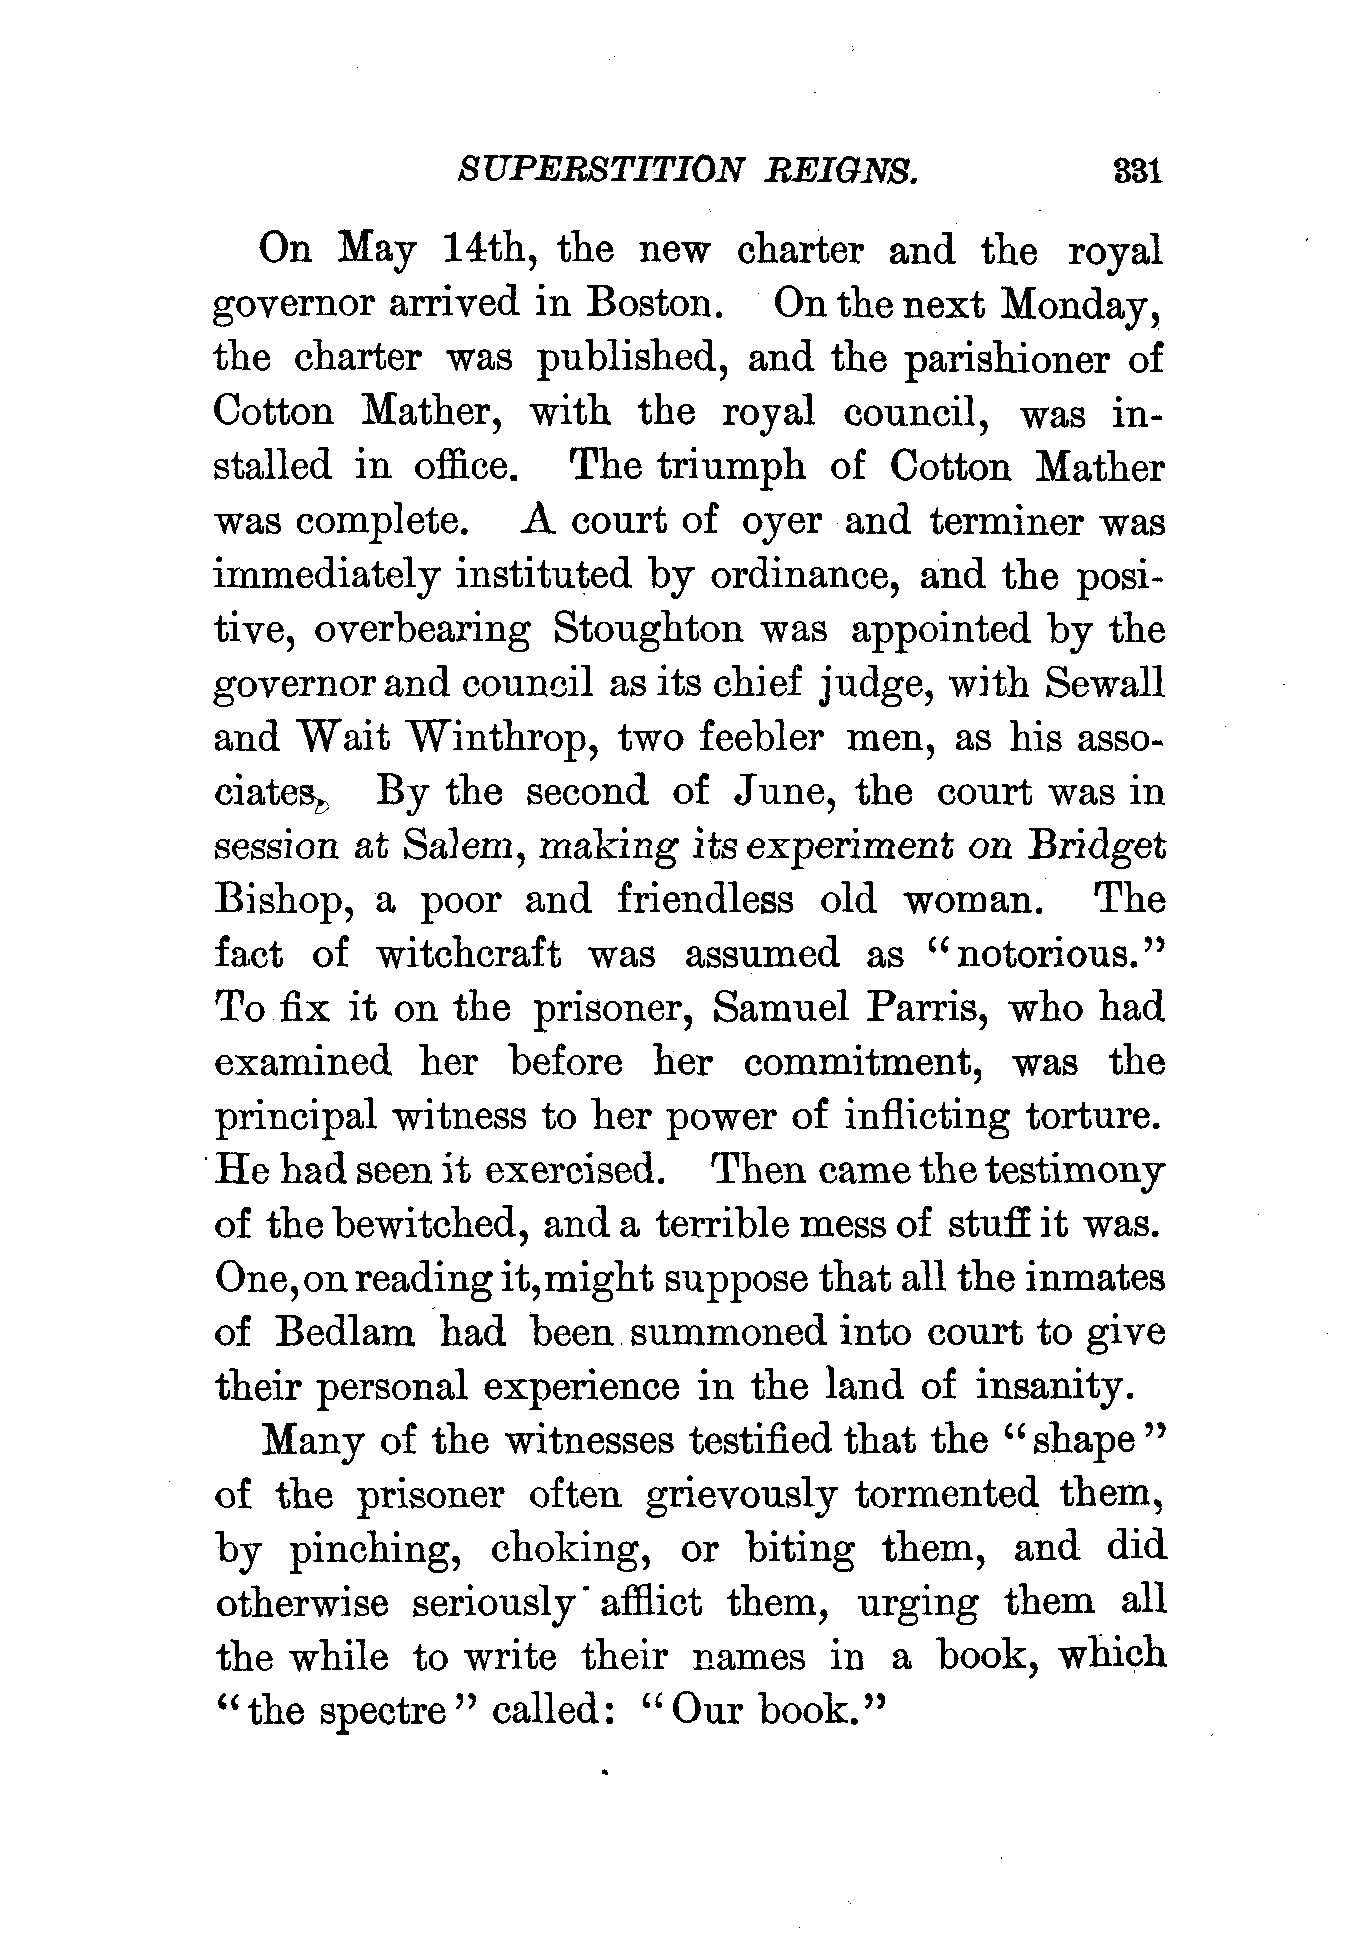 SUPERSTITION REIGNS. 331
On May 14th, the new charter and the royal
governor arrived in Boston. On the next Monday,
the charter was published, and the parishioner of
Cotton Mather, with the royal council, was in-
stalled in office. The triumph of Cotton Mather
was complete. A court of oyer and terminer was
immediately instituted by ordinance, and the posi-
tive, overbearing Stoughton was appointed by the
governor and council as its chief judge, with Sewall
and Wait Winthrop, two feebler men, as his asso-
ciates. By the second of June, the court was in
session at Salem, making its experiment on Bridget
Bishop, a poor and friendless old woman. The
fact of witchcraft was assumed as "notorious."
To fix it on the prisoner, Samuel Parris, who had
examined her before her commitment, was the
principal witness to her power of inflicting torture.
He had seen it exercised. Then came the testimony
of the bewitched, and a terrible mess of stuff it was.
One, on reading it, might suppose that all the inmates
of Bedlam had been summoned into court to give
their personal experience in the land of insanity.
Many of the witnesses testified that the "shape"
of the prisoner often grievously tormented them,
by pinching, choking, or biting them, and did
otherwise seriously afflict them, urging them all
the while to write their names in a book, which
"the spectre" called: "Our book."